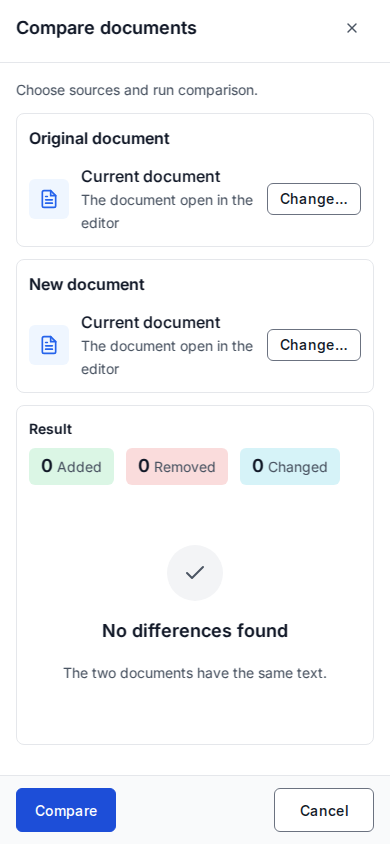 Compare documents
Choose sources and run comparison.
Original document
Current document
The document open in the
editor
Change...
New document
Current document
The document open in the
editor
Change...
Result
0 Added
0 Removed
0 Changed
No differences found
The two documents have the same text.
Compare
Cancel